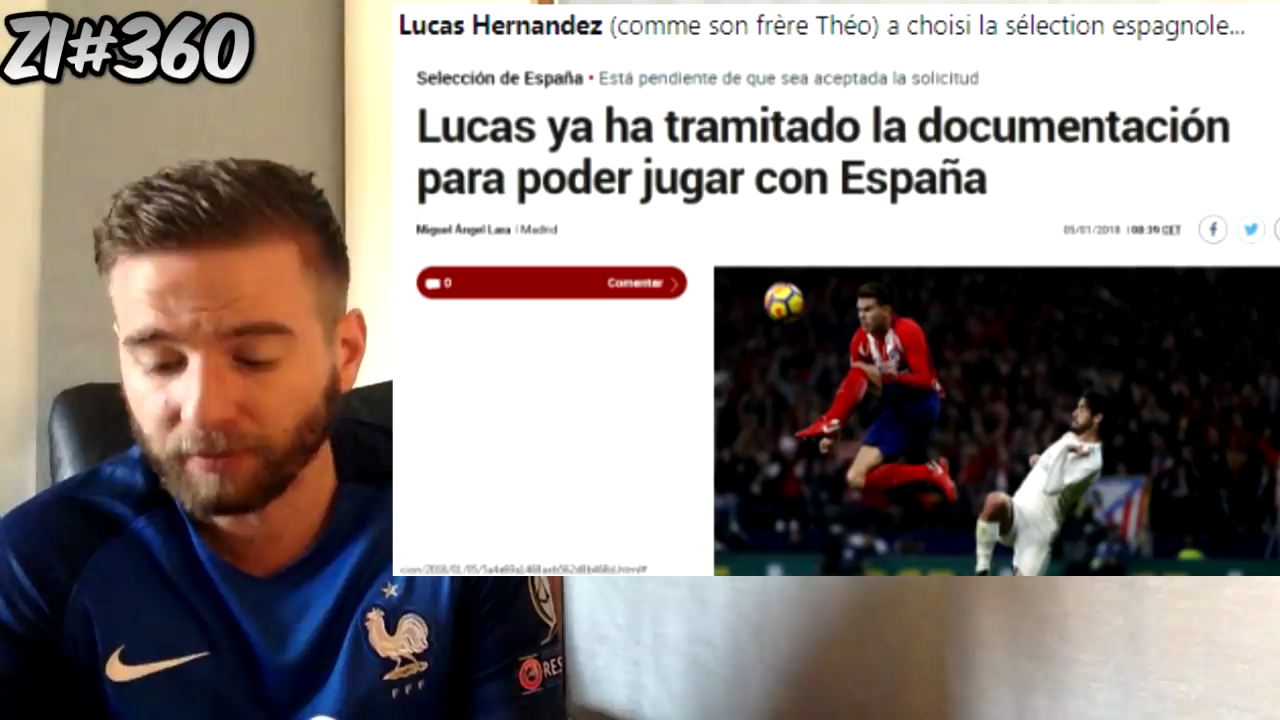 ZI#360
Lucas Hernandez (comme son frère Théo) a choisi la sélection espagnole...
Selección de España • Está pendiente de que sea aceptada la solicitud
Lucas ya ha tramitado la documentación
para poder jugar con España
Miguel Ángel Lara | Madrid
05/01/2018 | 08:39 CET
0 Comentar
FFF
RES